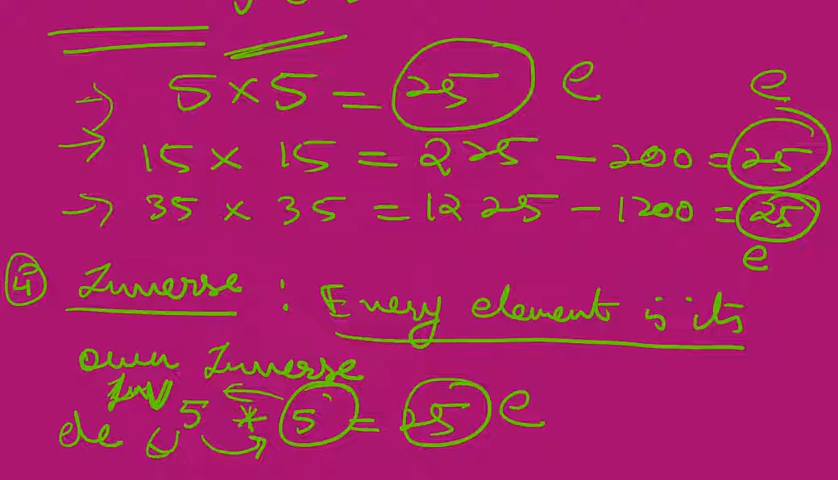 5 × 5 = 25 e
e
→ 15 × 15 = 225 - 200 = 25
→ 35 × 35 = 1225 - 1200 = 25
e
④ Inverse : Every element is its
own Inverse
Inv
ele 5 * 5 = 25 e